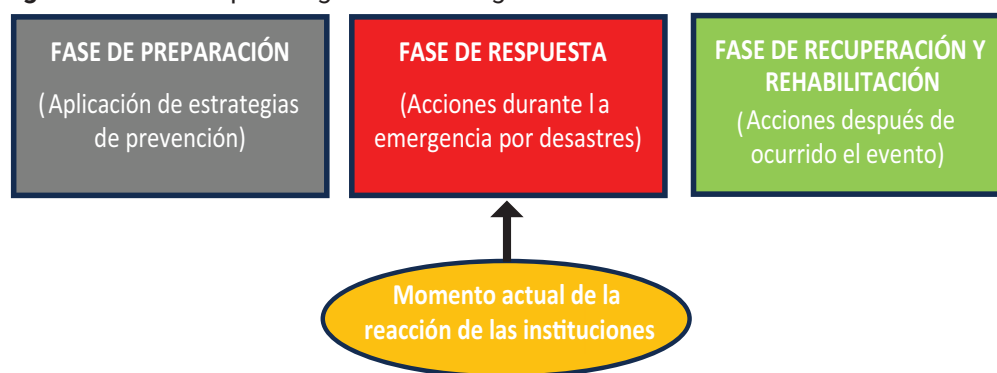 FASE DE PREPARACIÓN
(Aplicación de estrategias
de prevención)
FASE DE RESPUESTA
(Acciones durante l a
emergencia por desastres)
FASE DE RECUPERACIÓN Y
REHABILITACIÓN
(Acciones después de
ocurrido el evento)
Momento actual de la
reacción de las instituciones